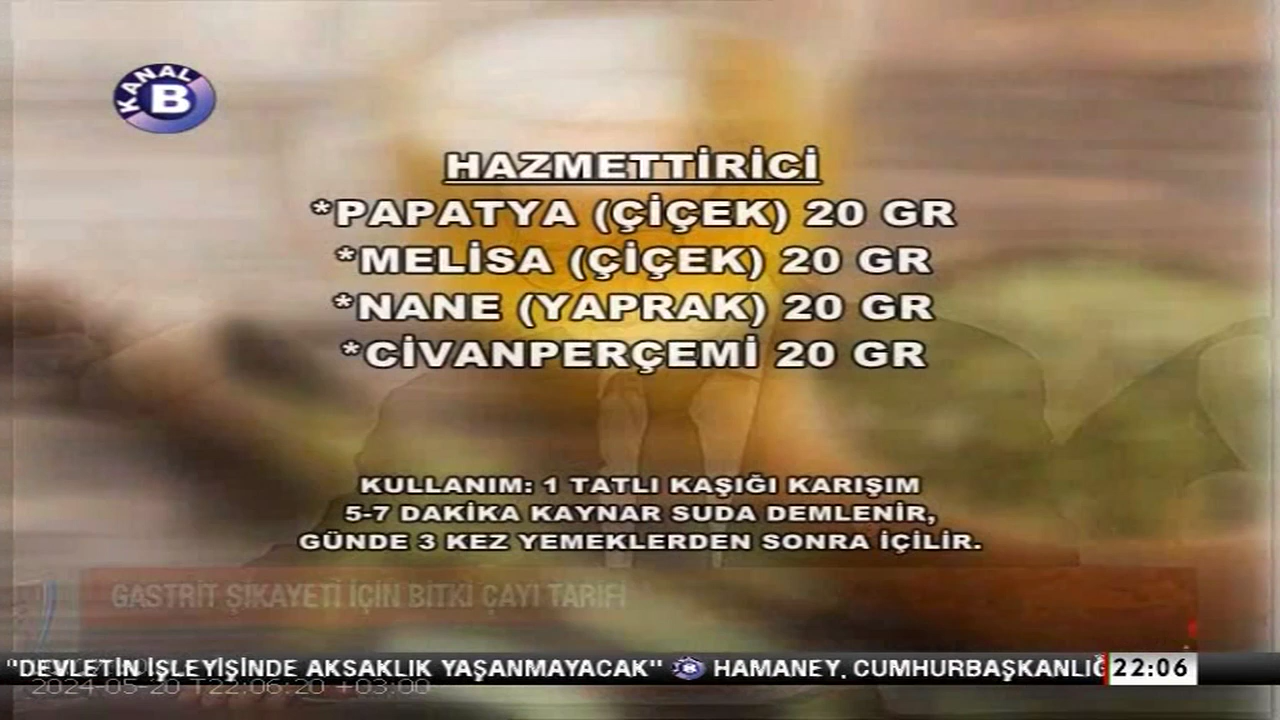 KANAL B
HAZMETTİRİCİ
*PAPATYA (ÇİÇEK) 20 GR
*MELİSA (ÇİÇEK) 20 GR
*NANE (YAPRAK) 20 GR
*CİVANPERÇEMİ 20 GR
KULLANIM: 1 TATLI KAŞIĞI KARIŞIM
5-7 DAKİKA KAYNAR SUDA DEMLENİR,
GÜNDE 3 KEZ YEMEKLERDEN SONRA İÇİLİR.
GASTRİT ŞİKAYETİ İÇİN BİTKİ ÇAYI TARİFİ
"DEVLETİN İŞLEYİŞİNDE AKSAKLIK YAŞANMAYACAK" B HAMANEY, CUMHURBAŞKANLIĞ 22:06
2024-05-20 T22:06:20 +03:00